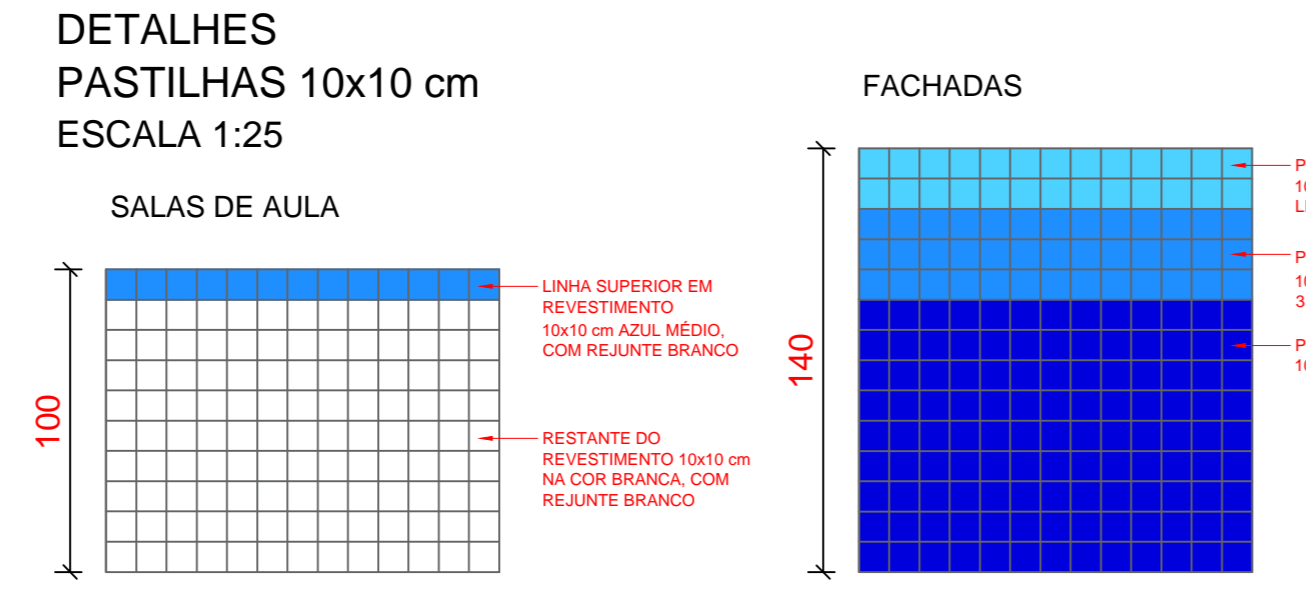 DETALHES
PASTILHAS 10x10 cm
ESCALA 1:25
SALAS DE AULA
100
LINHA SUPERIOR EM
REVESTIMENTO
10x10 cm AZUL MÉDIO,
COM REJUNTE BRANCO
RESTANTE DO
REVESTIMENTO 10x10 cm
NA COR BRANCA, COM
REJUNTE BRANCO
FACHADAS
140